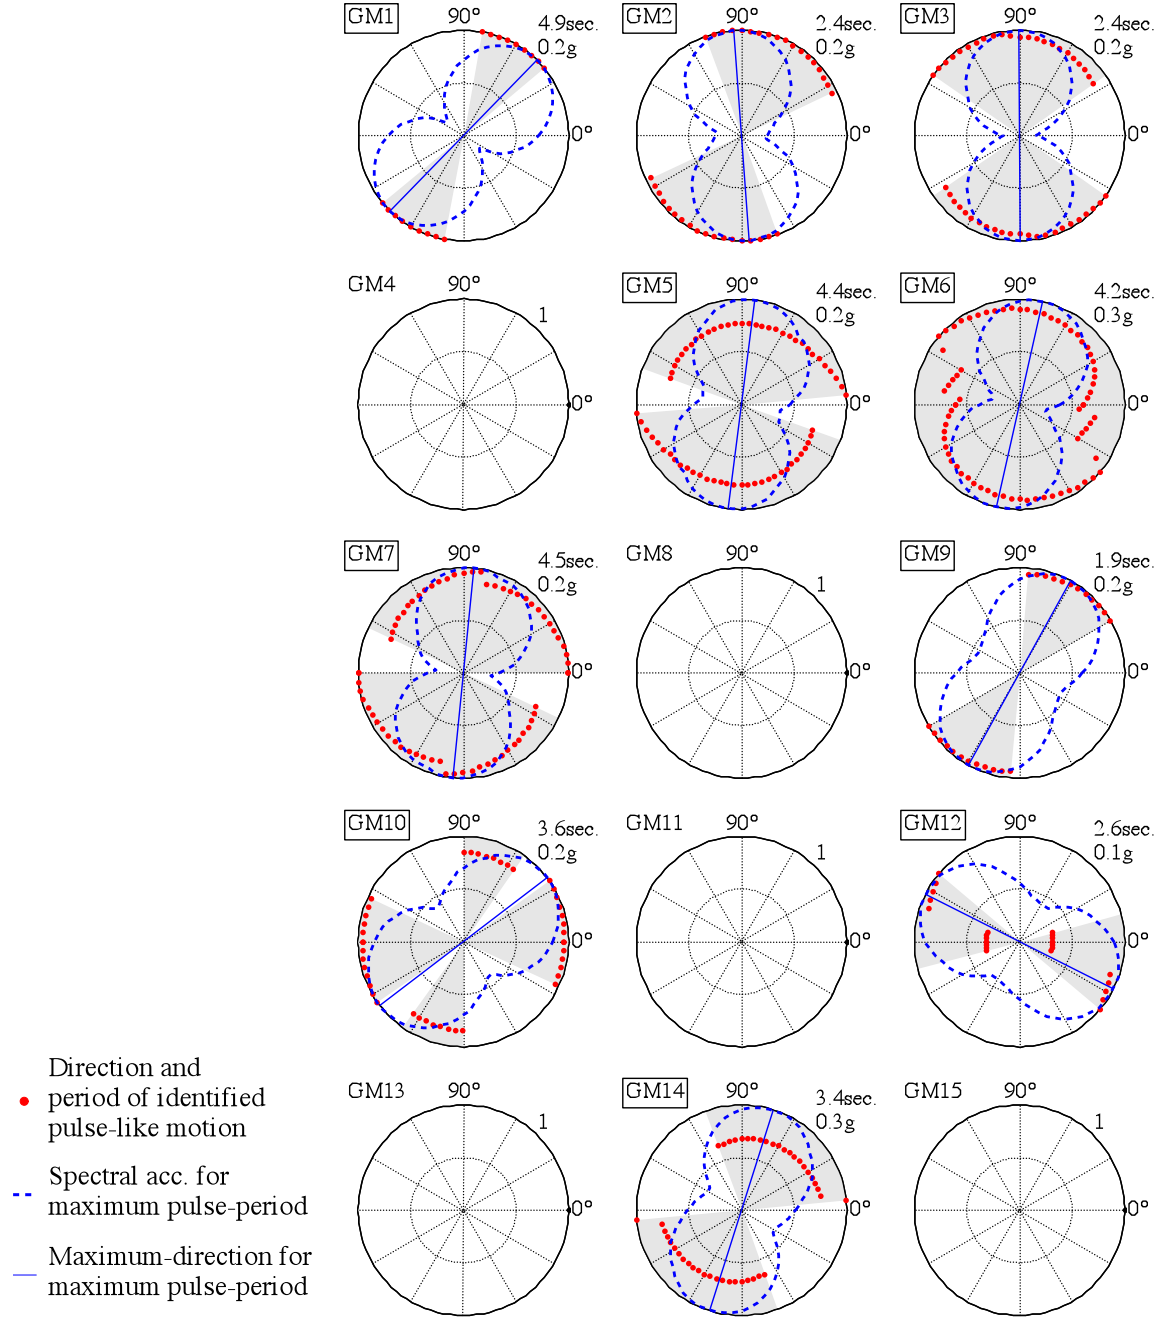 GM1 90° 4.9sec.
0.2g
0°
GM2 90° 2.4sec.
0.2g
0°
GM3 90° 2.4sec.
0.2g
0°
GM4 90°
1
0°
GM5 90° 4.4sec.
0.2g
0°
GM6 90° 4.2sec.
0.3g
0°
GM7 90° 4.5sec.
0.2g
0°
GM8 90°
1
0°
GM9 90° 1.9sec.
0.2g
0°
GM10 90° 3.6sec.
0.2g
0°
GM11 90°
1
0°
GM12 90° 2.6sec.
0.1g
0°
GM13 90°
1
0°
GM14 90° 3.4sec.
0.3g
0°
GM15 90°
1
0°
Direction and
period of identified
pulse-like motion
Spectral acc. for
maximum pulse-period
Maximum-direction for
maximum pulse-period